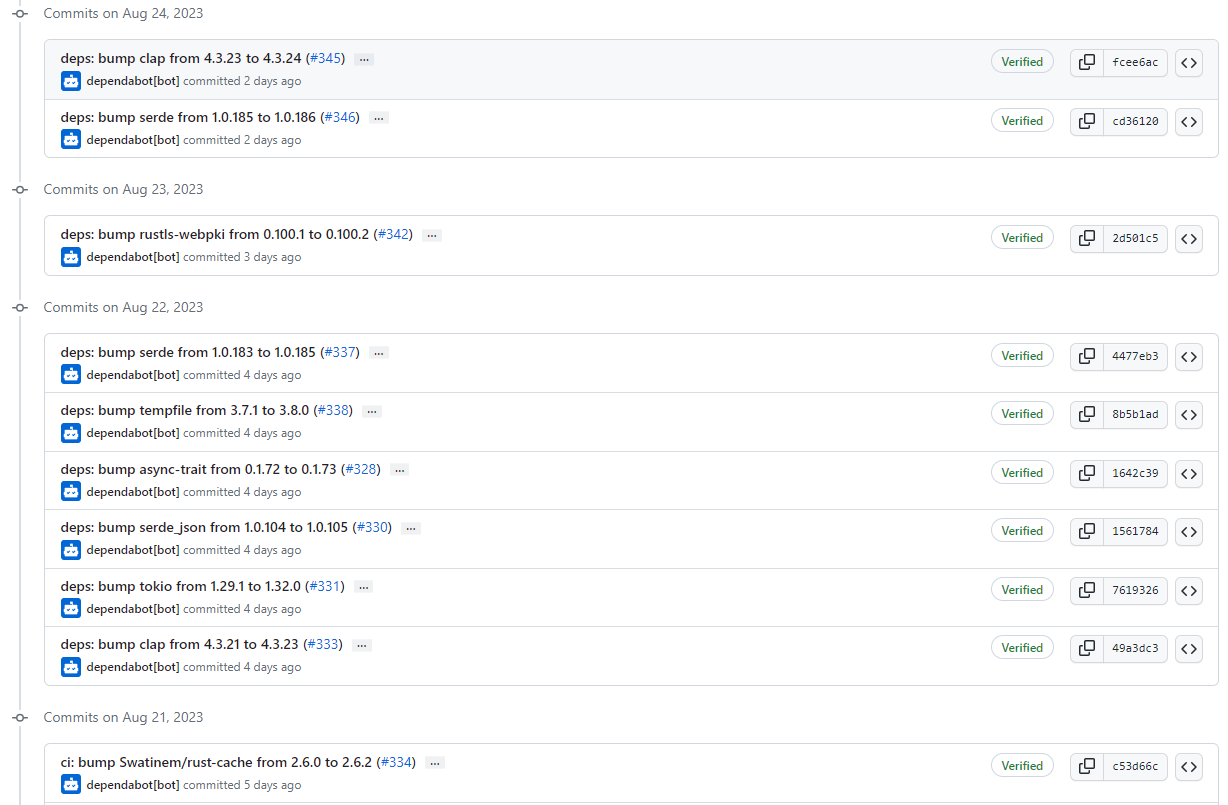 Commits on Aug 24, 2023
deps: bump clap from 4.3.23 to 4.3.24 (#345) ...
Verified
fcee6ac
dependabot[bot] committed 2 days ago
deps: bump serde from 1.0.185 to 1.0.186 (#346) ...
Verified
cd36120
dependabot[bot] committed 2 days ago
Commits on Aug 23, 2023
deps: bump rustls-webpki from 0.100.1 to 0.100.2 (#342) ...
Verified
2d501c5
dependabot[bot] committed 3 days ago
Commits on Aug 22, 2023
deps: bump serde from 1.0.183 to 1.0.185 (#337) ...
Verified
4477eb3
dependabot[bot] committed 4 days ago
deps: bump tempfile from 3.7.1 to 3.8.0 (#338) ...
Verified
8b5b1ad
dependabot[bot] committed 4 days ago
deps: bump async-trait from 0.1.72 to 0.1.73 (#328) ...
Verified
1642c39
dependabot[bot] committed 4 days ago
deps: bump serde_json from 1.0.104 to 1.0.105 (#330) ...
Verified
1561784
dependabot[bot] committed 4 days ago
deps: bump tokio from 1.29.1 to 1.32.0 (#331) ...
Verified
7619326
dependabot[bot] committed 4 days ago
deps: bump clap from 4.3.21 to 4.3.23 (#333) ...
Verified
49a3dc3
dependabot[bot] committed 4 days ago
Commits on Aug 21, 2023
ci: bump Swatinem/rust-cache from 2.6.0 to 2.6.2 (#334) ...
Verified
c53d66c
dependabot[bot] committed 5 days ago